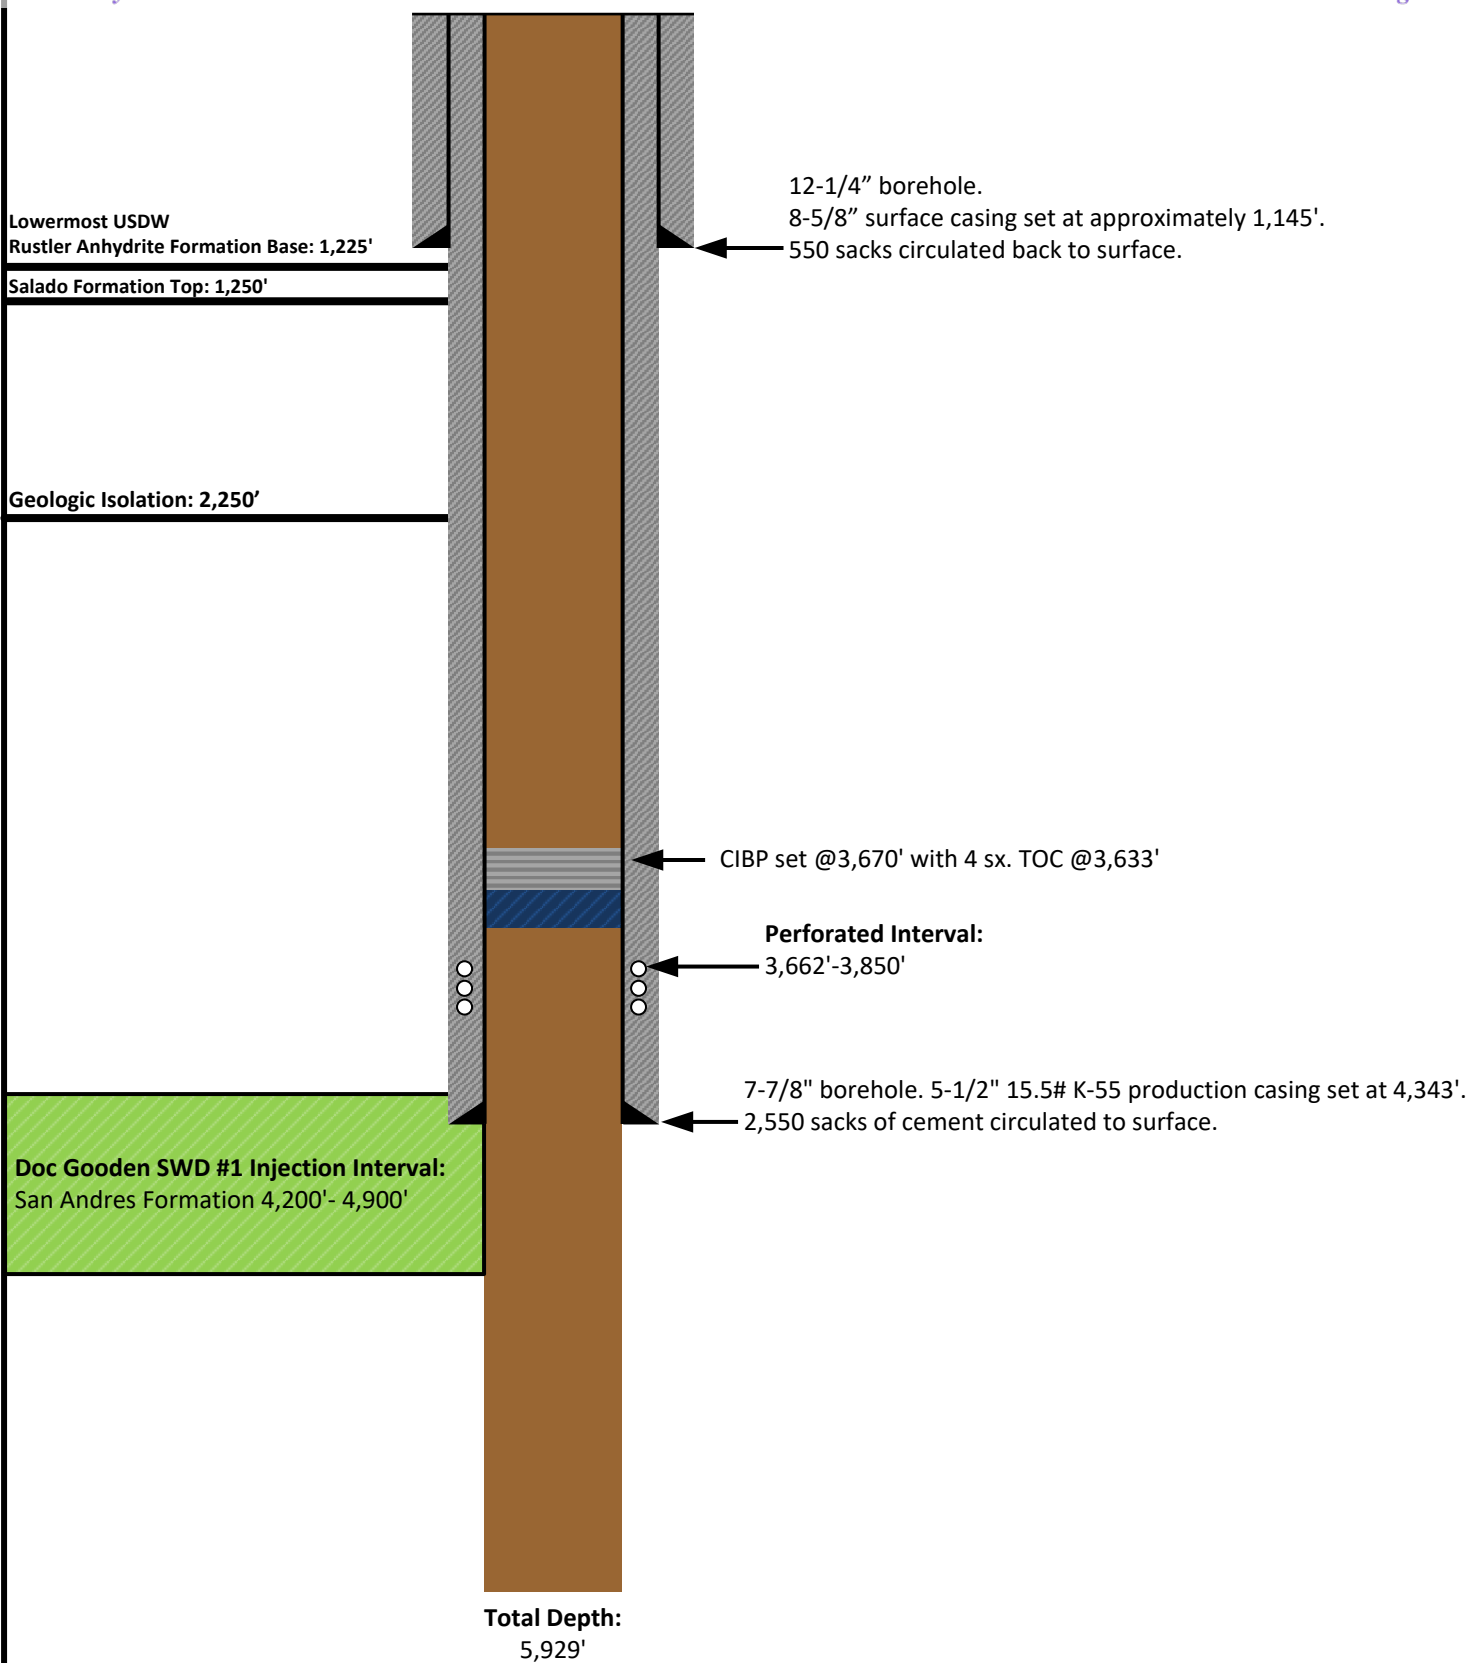 12-1/4” borehole.
8-5/8” surface casing set at approximately 1,145'.
550 sacks circulated back to surface.
Lowermost USDW
Rustler Anhydrite Formation Base: 1,225'
Salado Formation Top: 1,250'
Geologic Isolation: 2,250’
CIBP set @3,670' with 4 sx. TOC @3,633'
Perforated Interval:
3,662'-3,850'
7-7/8" borehole. 5-1/2" 15.5# K-55 production casing set at 4,343'.
2,550 sacks of cement circulated to surface.
Doc Gooden SWD #1 Injection Interval:
San Andres Formation 4,200'- 4,900'
Total Depth:
5,929'